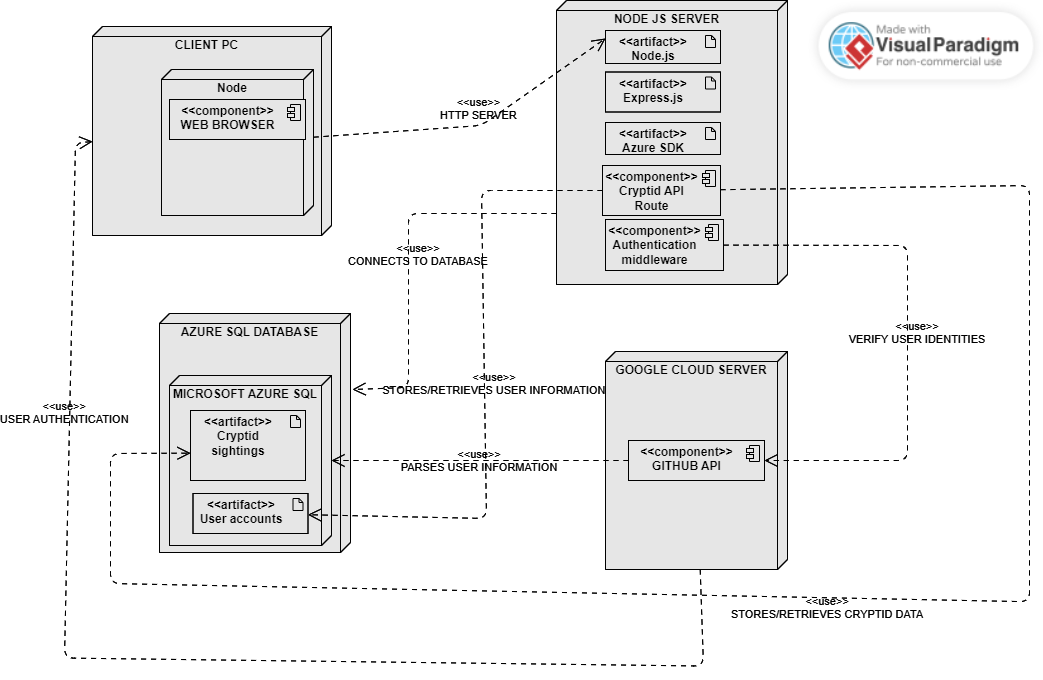 CLIENT PC
Node
<<component>>
WEB BROWSER
<<use>>
HTTP SERVER
NODE JS SERVER
<<artifact>>
Node.js
<<artifact>>
Express.js
<<artifact>>
Azure SDK
<<component>>
Cryptid API
Route
<<component>>
Authentication
middleware
Made with
Visual Paradigm
For non-commercial use
<<use>>
CONNECTS TO DATABASE
<<use>>
VERIFY USER IDENTITIES
AZURE SQL DATABASE
MICROSOFT AZURE SQL
<<artifact>>
Cryptid
sightings
<<artifact>>
User accounts
<<use>>
STORES/RETRIEVES USER INFORMATION
<<use>>
PARSES USER INFORMATION
GOOGLE CLOUD SERVER
<<component>>
GITHUB API
<<use>>
USER AUTHENTICATION
<<use>>
STORES/RETRIEVES CRYPTID DATA